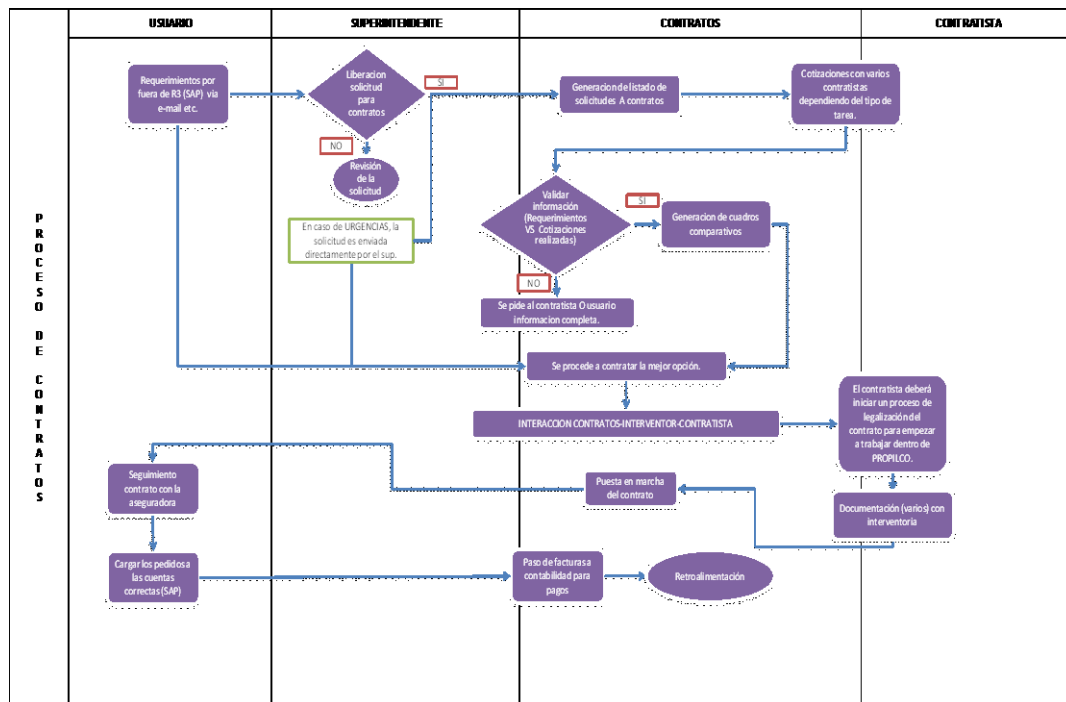 USUARIO
SUPERINTENDENTE
CONTRATOS
CONTRATISTA
PROCESO DE CONTRATOS
Requerimientos por
fuera de R3 (SAP) via
e-mail etc.
Liberacion
solicitud
para
contratos
SI
Generacion de listado de
solicitudes A contratos
Cotizaciones con varios
contratistas
dependiendo del tipo de
tarea.
NO
Revisión
de la
solicitud
En caso de URGENCIAS, la
solicitud es enviada
directamente por el sup.
Validar
información
(Requerimientos
VS Cotizaciones
realizadas)
SI
Generacion de cuadros
comparativos
NO
Se pide al contratista O usuario
informacion completa.
Se procede a contratar la mejor opción.
INTERACCION CONTRATOS-INTERVENTOR-CONTRATISTA
El contratista deberá
iniciar un proceso de
legalización del
contrato para empezar
a trabajar dentro de
PROPILCO.
Seguimiento
contrato con la
aseguradora
Puesta en marcha
del contrato
Documentación (varios) con
interventoria
Cargar los pedidos a
las cuentas
correctas (SAP)
Paso de facturas a
contabilidad para
pagos
Retroalimentación